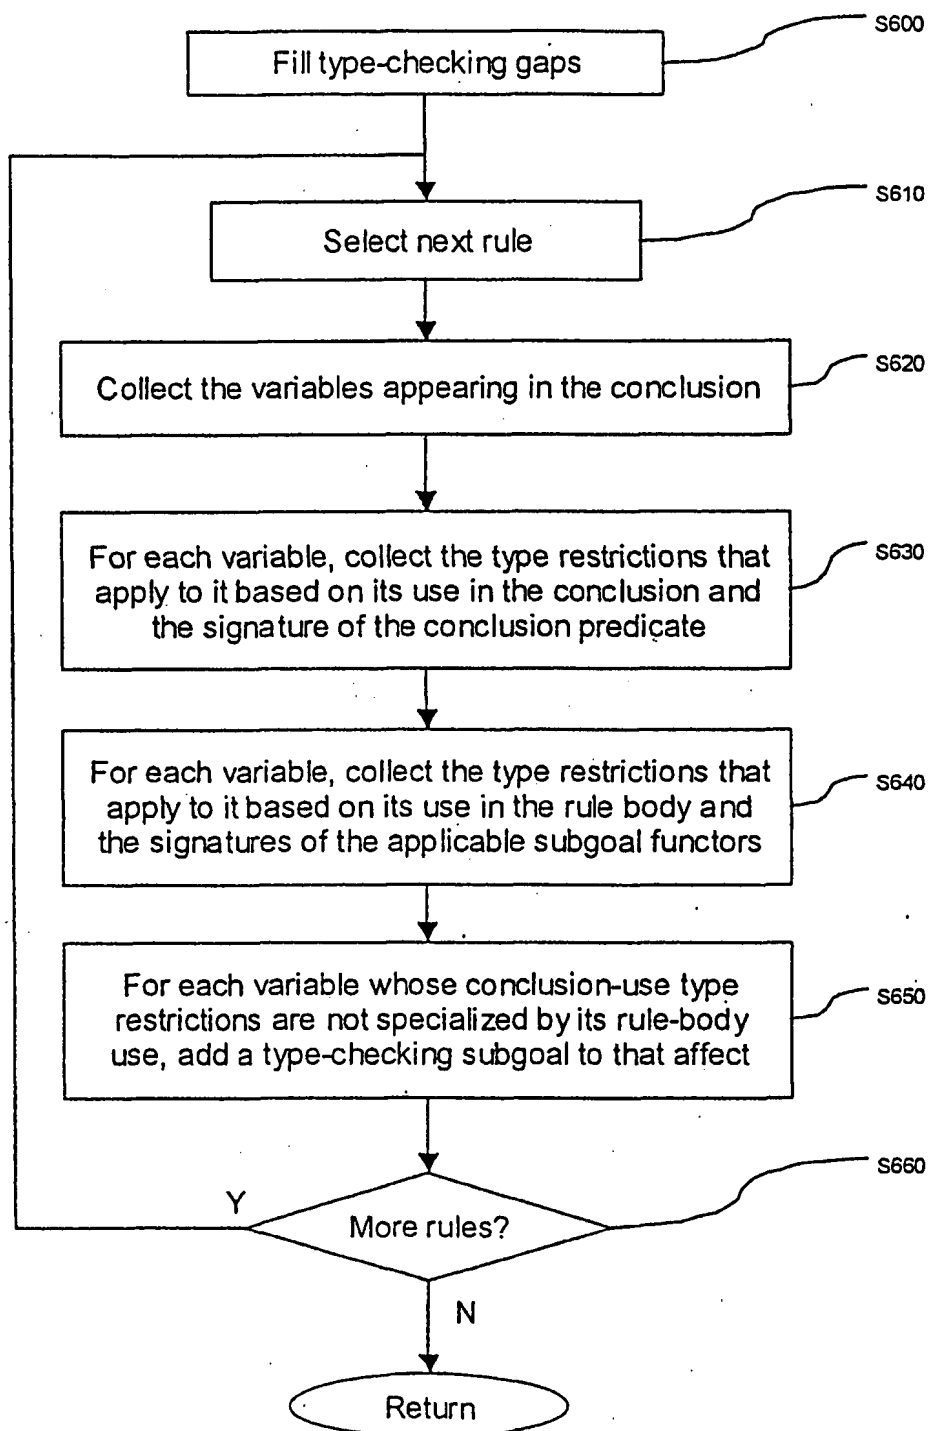 S600
Fill type-checking gaps
S610
Select next rule
S620
Collect the variables appearing in the conclusion
S630
For each variable, collect the type restrictions that
apply to it based on its use in the conclusion and
the signature of the conclusion predicate
S640
For each variable, collect the type restrictions that
apply to it based on its use in the rule body and
the signatures of the applicable subgoal functors
S650
For each variable whose conclusion-use type
restrictions are not specialized by its rule-body
use, add a type-checking subgoal to that affect
S660
Y
More rules?
N
Return